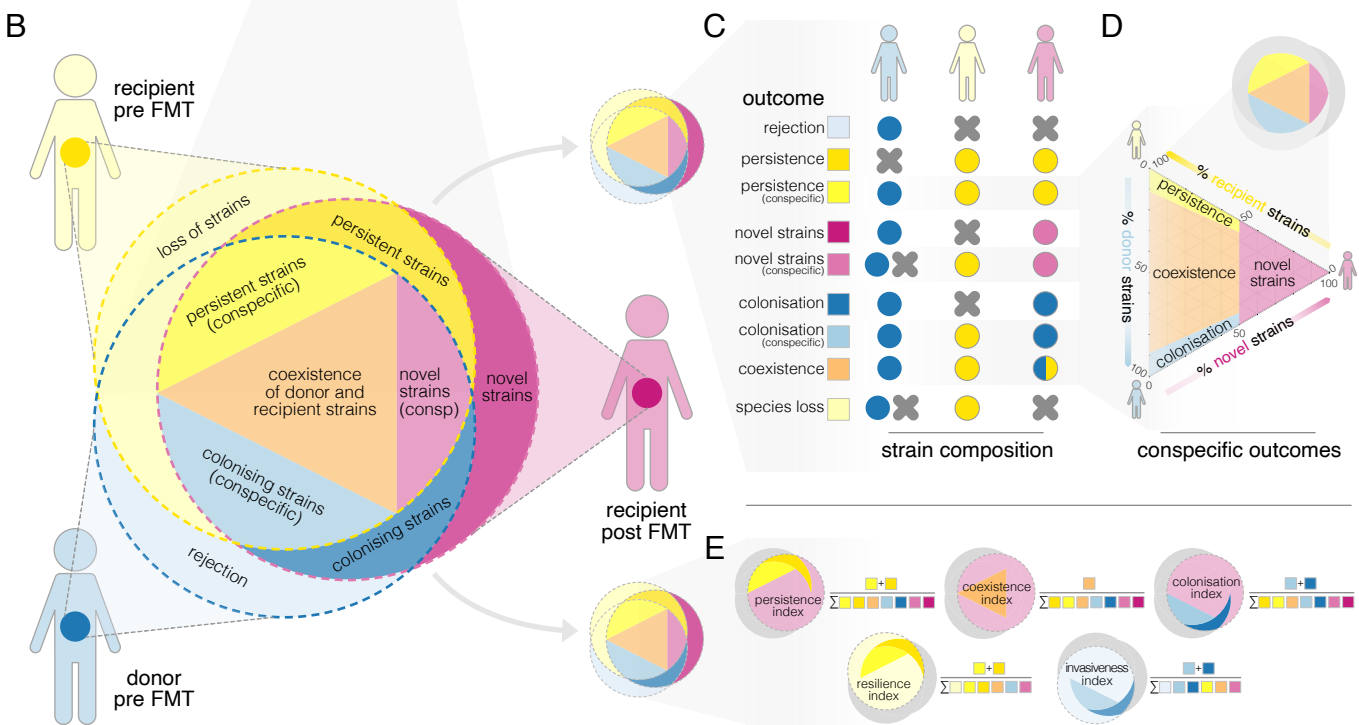 B
recipient
pre FMT
loss of strains
persistent strains
persistent strains
(conspecific)
coexistence
of donor and
recipient strains
novel
strains
(consp)
novel
strains
colonising strains
(conspecific)
colonising strains
rejection
donor
pre FMT
recipient
post FMT
C
outcome
rejection
persistence
persistence
(conspecific)
novel strains
novel strains
(conspecific)
colonisation
colonisation
(conspecific)
coexistence
species loss
strain composition
D
0
100
% recipient strains
persistence
50
% donor strains
50
coexistence
novel
strains
0
100
colonisation
50
% novel strains
100
0
conspecific outcomes
E
persistence
index
+
Σ
coexistence
index
Σ
colonisation
index
+
Σ
resilience
index
+
Σ
invasiveness
index
+
Σ